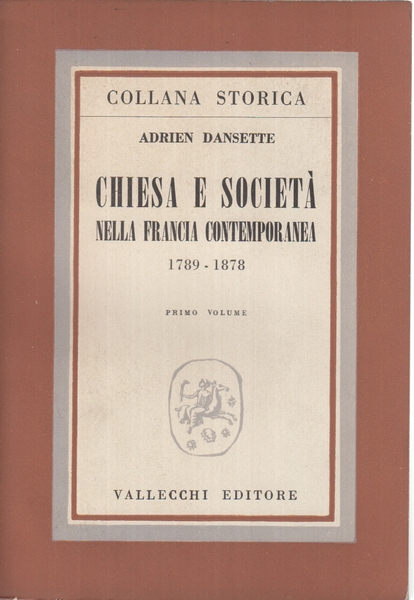 COLLANA STORICA
ADRIEN DANSETTE
CHIESA E SOCIETÀ
NELLA FRANCIA CONTEMPORANEA
1789 - 1878
PRIMO VOLUME
VALLECCHI EDITORE